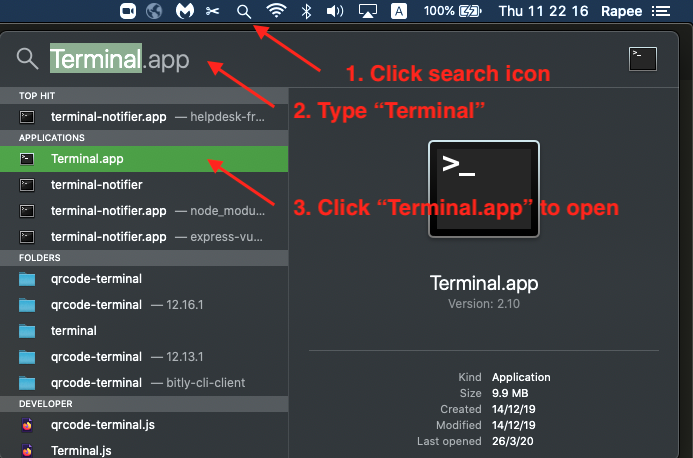 100% Thu 11 22 16 Rapee
A
Terminal.app
1. Click search icon
2. Type “Terminal”
3. Click “Terminal.app” to open
TOP HIT
terminal-notifier.app — helpdesk-fr...
APPLICATIONS
Terminal.app
terminal-notifier
terminal-notifier.app — node_modu...
terminal-notifier.app — express-vu...
FOLDERS
qrcode-terminal
qrcode-terminal — 12.16.1
terminal
qrcode-terminal — 12.13.1
qrcode-terminal — bitly-cli-client
DEVELOPER
qrcode-terminal.js
Terminal.js
>_
Terminal.app
Version: 2.10
Kind Application
Size 9.9 MB
Created 14/12/19
Modified 14/12/19
Last opened 26/3/20